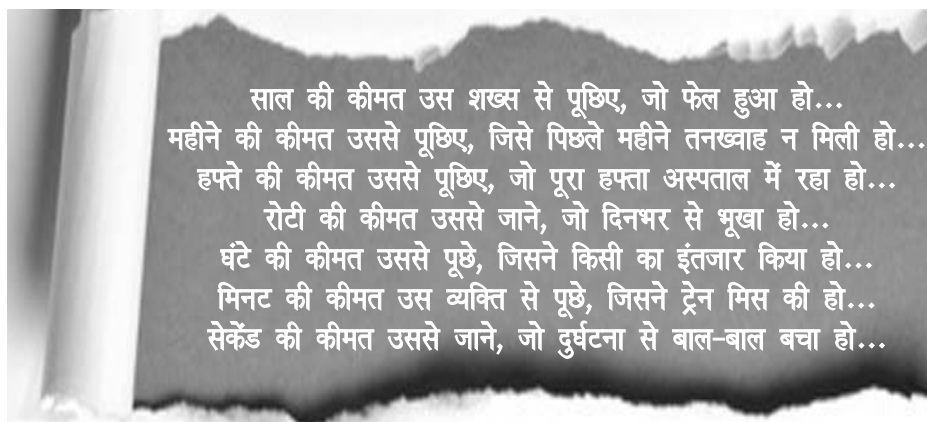 साल की कीमत उस शख्स से पूछिए, जो फेल हुआ हो...
महीने की कीमत उससे पूछिए, जिसे पिछले महीने तनख्वाह न मिली हो...
हफ्ते की कीमत उससे पूछिए, जो पूरा हफ्ता अस्पताल में रहा हो...
रोटी की कीमत उससे जाने, जो दिनभर से भूखा हो...
घंटे की कीमत उससे पूछे, जिसने किसी का इंतजार किया हो...
मिनट की कीमत उस व्यक्ति से पूछे, जिसने ट्रेन मिस की हो...
सेकेंड की कीमत उससे जाने, जो दुर्घटना से बाल-बाल बचा हो...